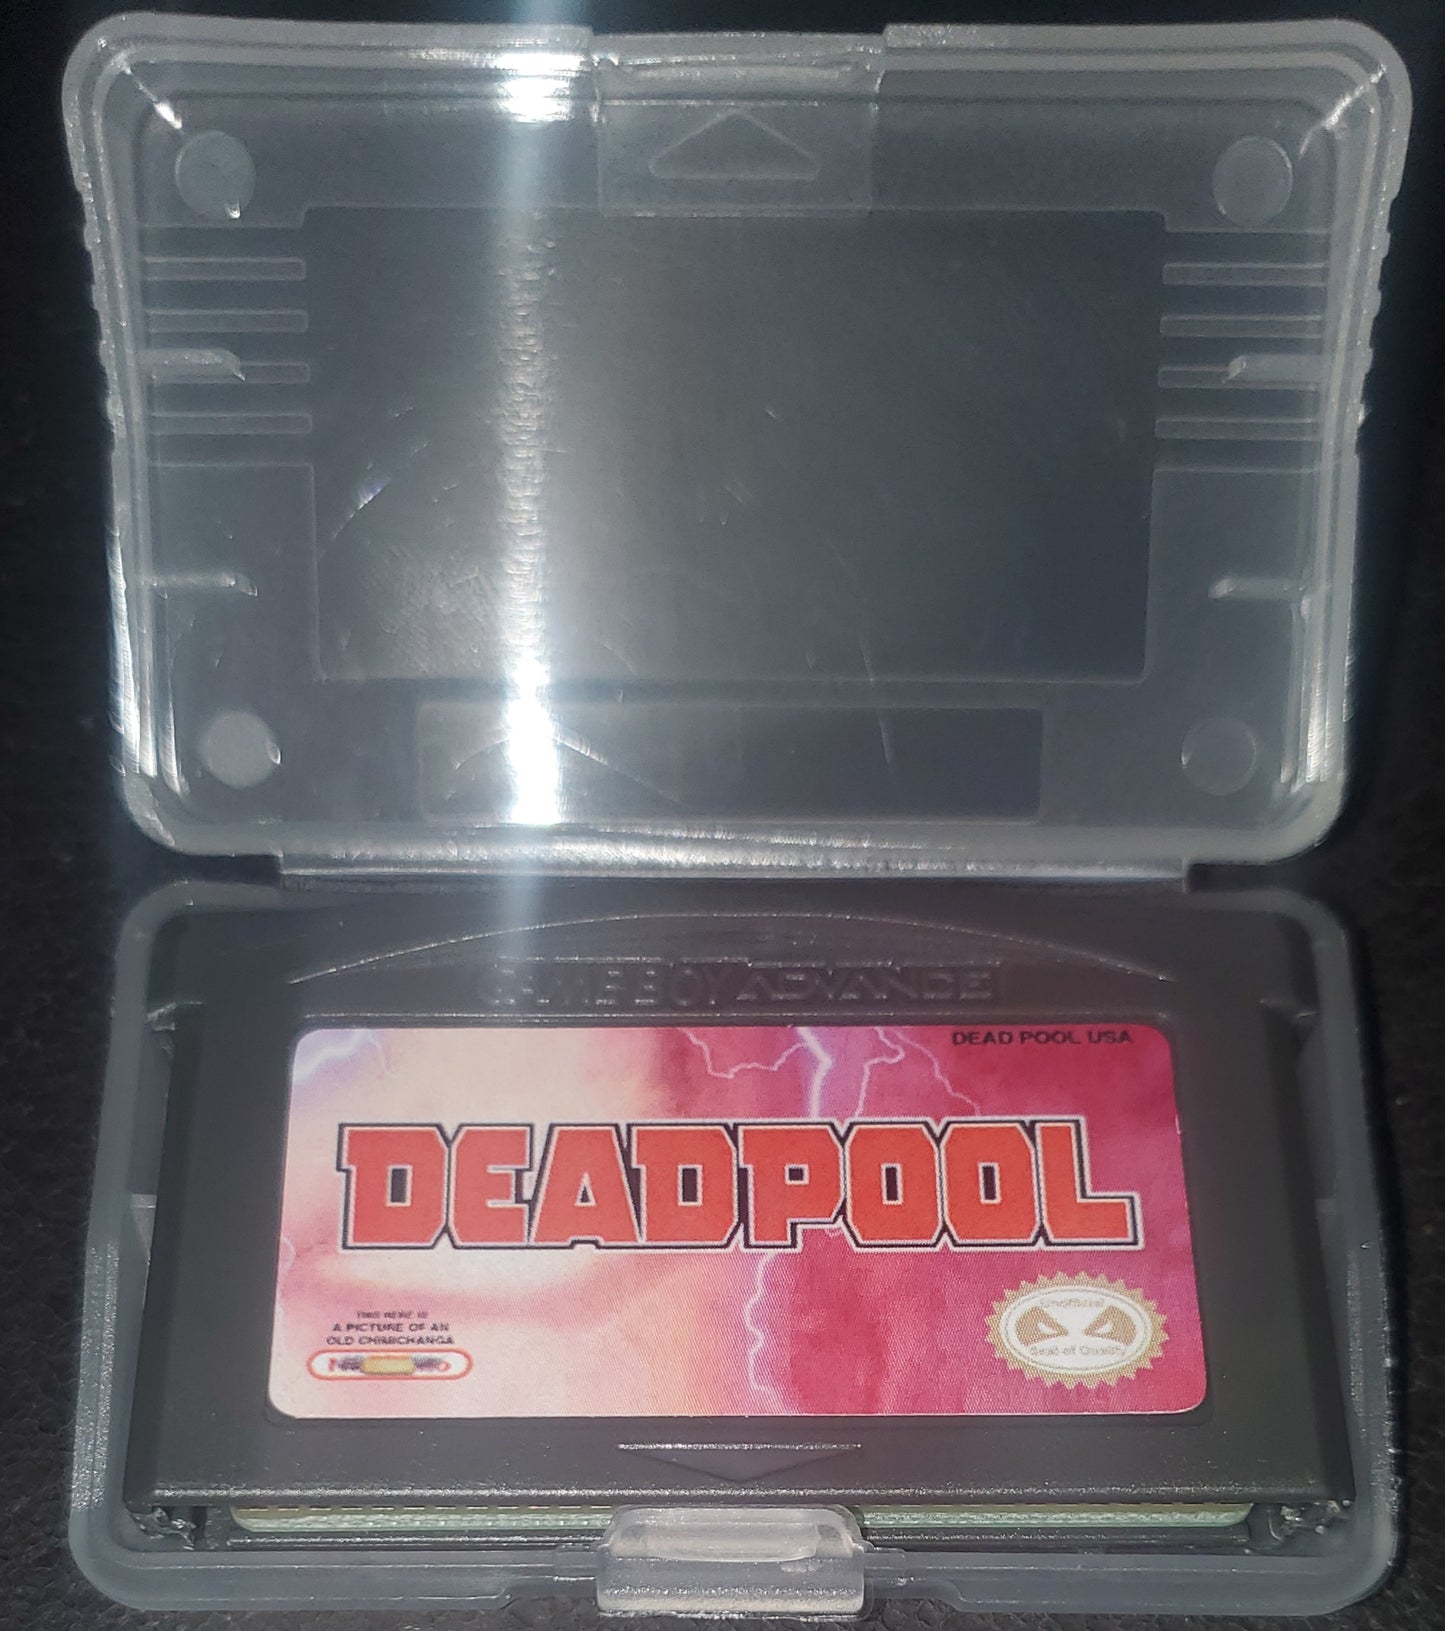 GAME BOY ADVANCE
DEAD POOL USA
DEADPOOL
THIS HERE IS
A PICTURE OF AN
OLD CHIMICHANGA
Unofficial
Seal of Quality